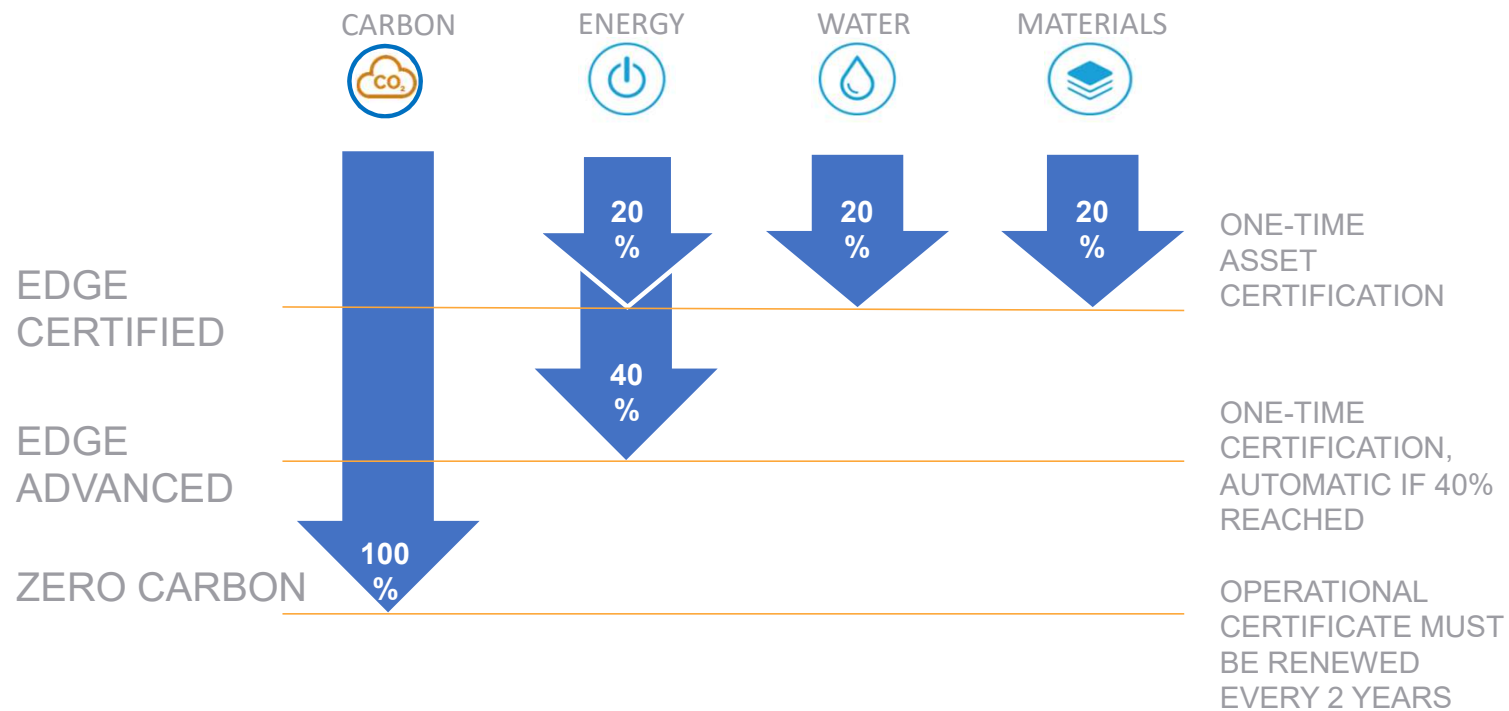 CARBON
ENERGY
WATER
MATERIALS
CO2
20
%
20
%
20
%
ONE-TIME
ASSET
CERTIFICATION
EDGE
CERTIFIED
40
%
ONE-TIME
CERTIFICATION,
AUTOMATIC IF 40%
REACHED
EDGE
ADVANCED
100
%
ZERO CARBON
OPERATIONAL
CERTIFICATE MUST
BE RENEWED
EVERY 2 YEARS